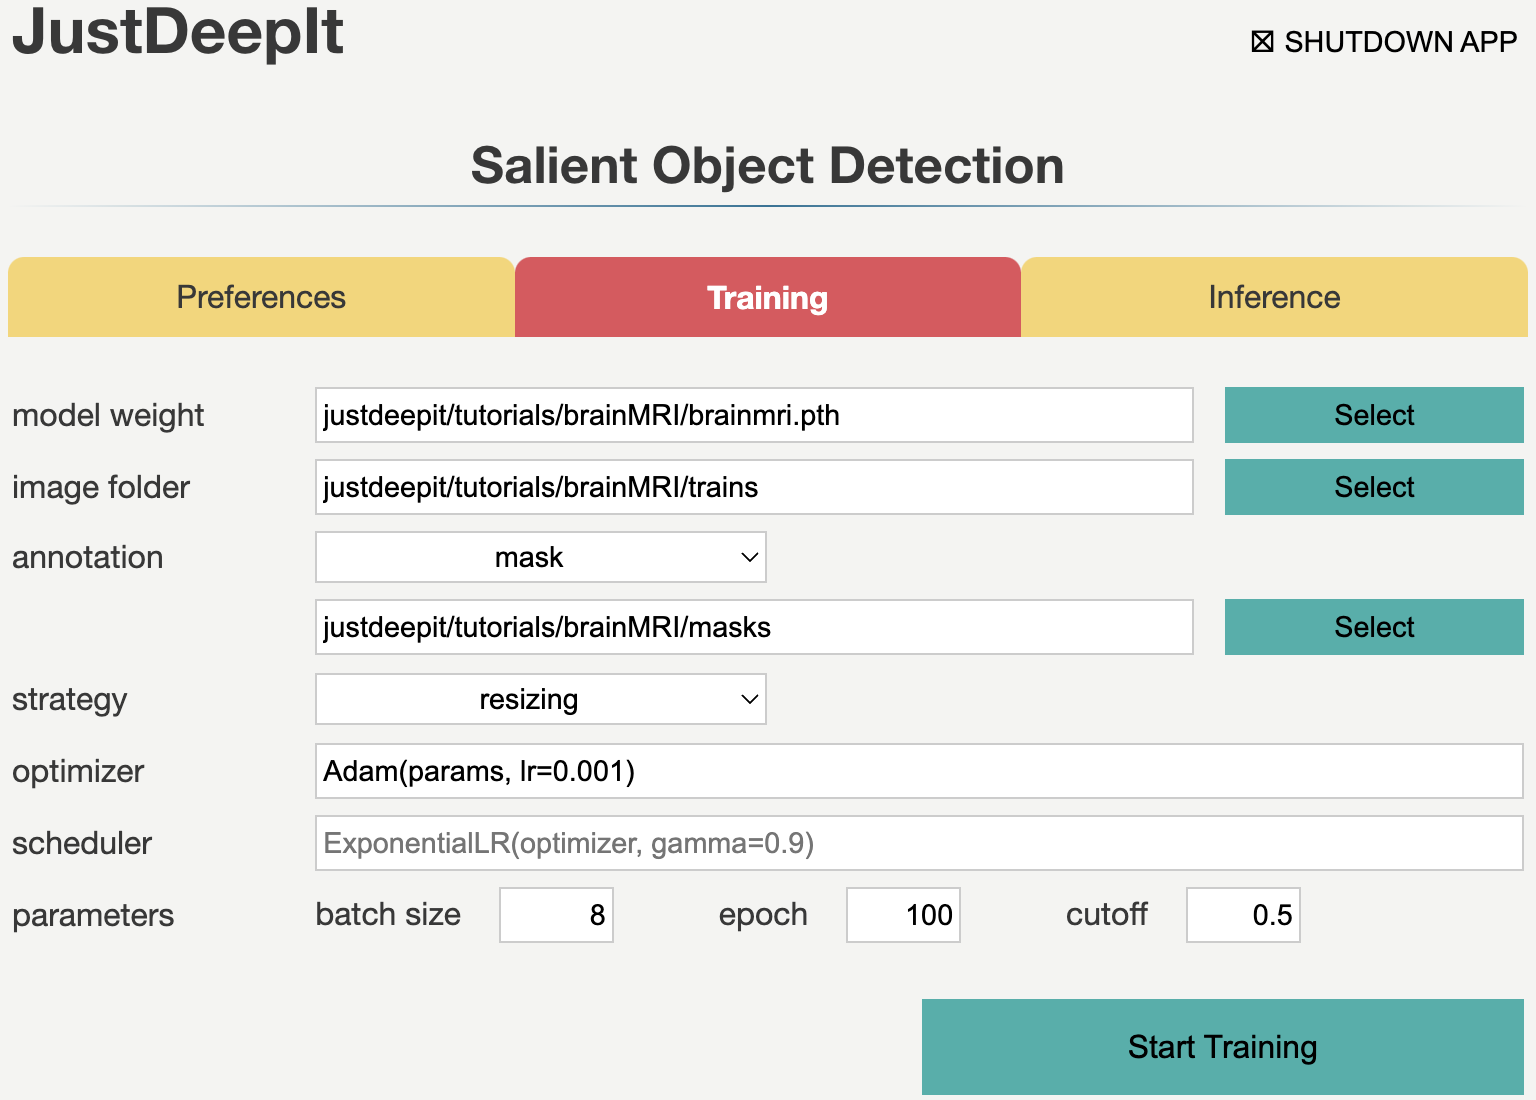 JustDeepIt
☒ SHUTDOWN APP
Salient Object Detection
Preferences
Training
Inference
model weight
justdeepit/tutorials/brainMRI/brainmri.pth
Select
image folder
justdeepit/tutorials/brainMRI/trains
Select
annotation
mask
justdeepit/tutorials/brainMRI/masks
Select
strategy
resizing
optimizer
Adam(params, lr=0.001)
scheduler
ExponentialLR(optimizer, gamma=0.9)
parameters
batch size
8
epoch
100
cutoff
0.5
Start Training